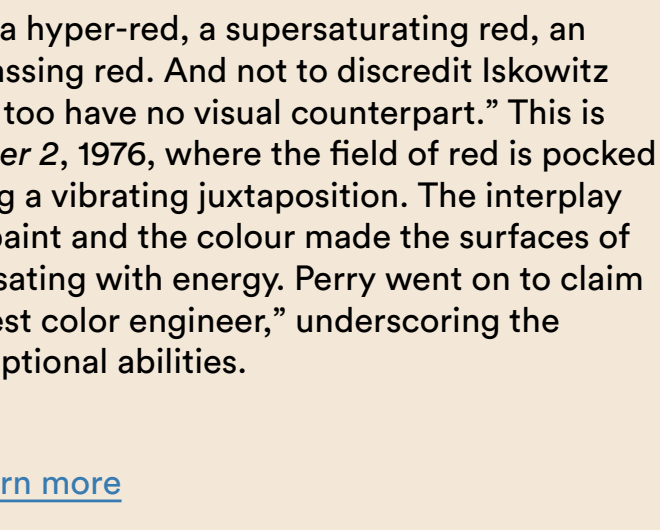 a hyper-red, a supersaturating red, an
ssing red. And not to discredit Iskowitz
too have no visual counterpart.” This is
er 2, 1976, where the field of red is pocked
g a vibrating juxtaposition. The interplay
paint and the colour made the surfaces of
sating with energy. Perry went on to claim
est color engineer,” underscoring the
ptional abilities.
rn more